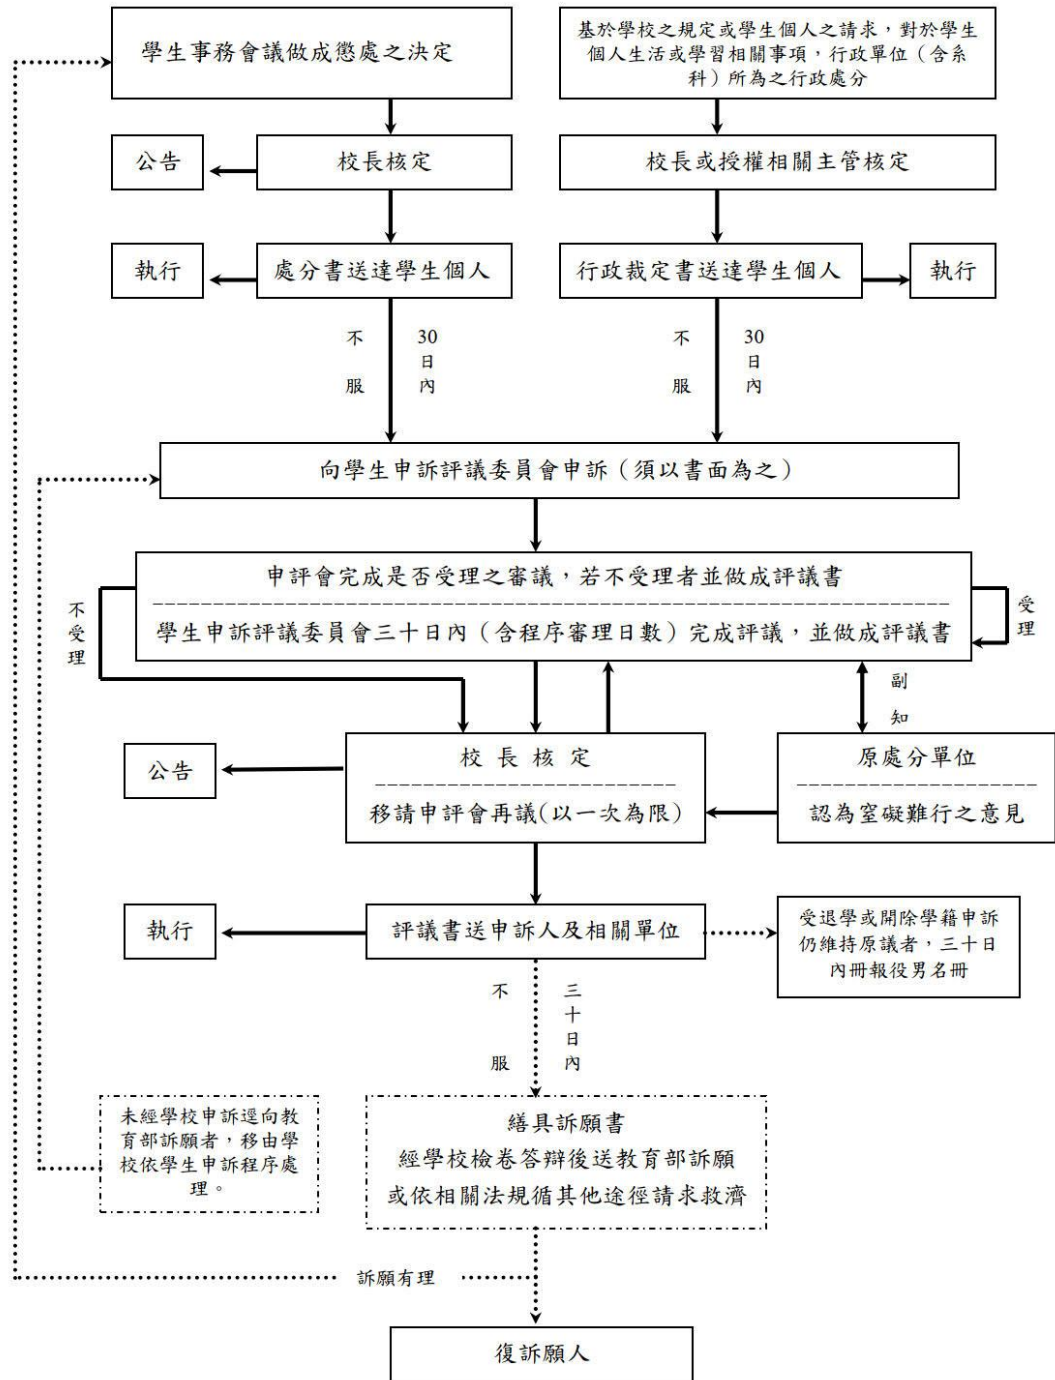 學生事務會議做成懲處之決定
基於學校之規定或學生個人之請求，對於學生
個人生活或學習相關事項，行政單位（含系
科）所為之行政處分
公告
校長核定
校長或授權相關主管核定
執行
處分書送達學生個人
行政裁定書送達學生個人
執行
不服
30日內
不服
30日內
向學生申訴評議委員會申訴（須以書面為之）
申評會完成是否受理之審議，若不受理者並做成評議書
學生申訴評議委員會三十日內（含程序審理日數）完成評議，並做成評議書
不受理
受理
副知
公告
校長核定
移請申評會再議(以一次為限)
原處分單位
認為窒礙難行之意見
執行
評議書送申訴人及相關單位
受退學或開除學籍申訴
仍維持原議者，三十日
內冊報役男名冊
不服
三十日內
未經學校申訴逕向教
育部訴願者，移由學
校依學生申訴程序處
理。
繕具訴願書
經學校檢卷答辯後送教育部訴願
或依相關法規循其他途徑請求救濟
訴願有理
復訴願人